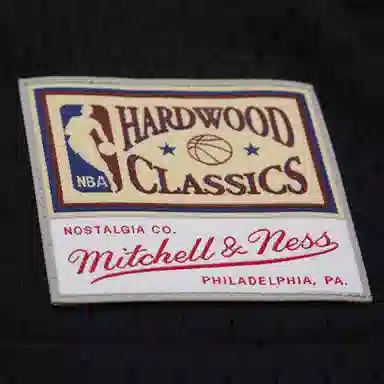 HARDWOOD
NBA
CLASSICS
NOSTALGIA CO.
Mitchell & Ness
PHILADELPHIA, PA.